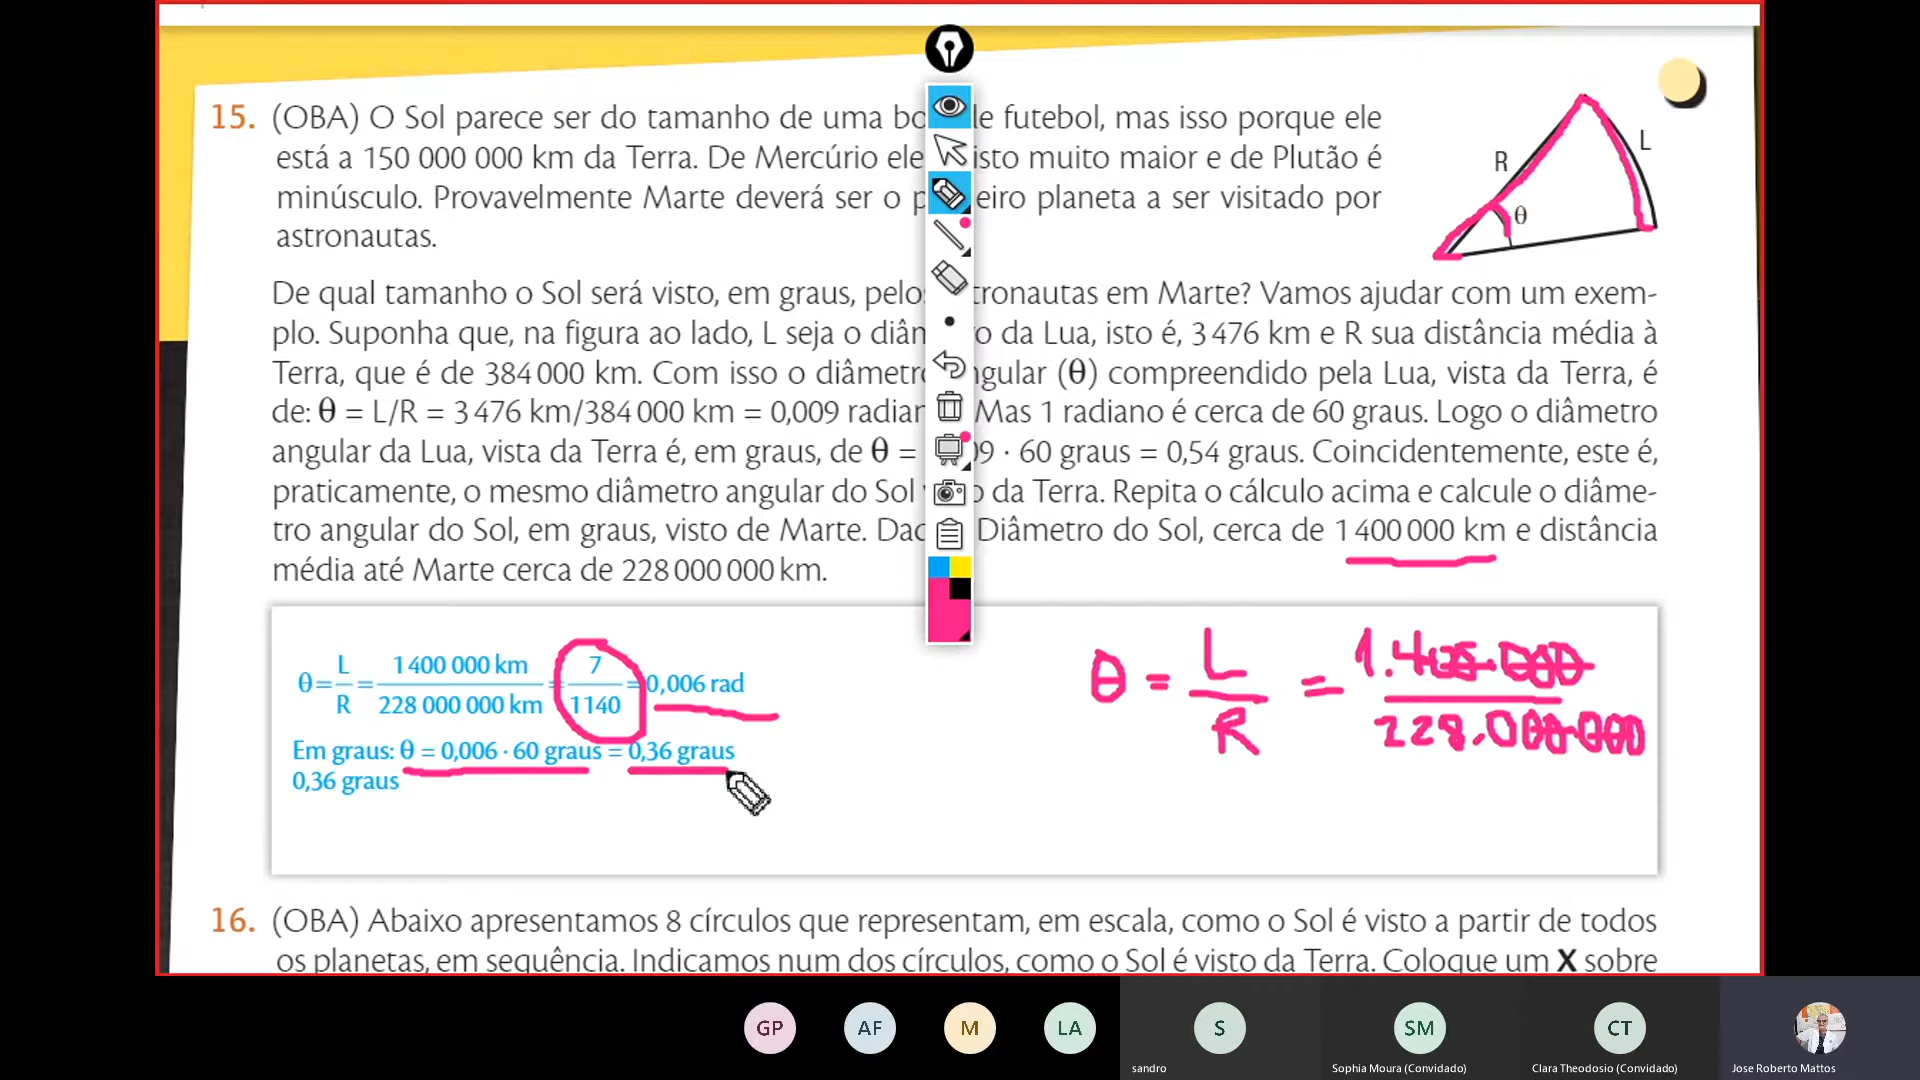 15. (OBA) O Sol parece ser do tamanho de uma bo de futebol, mas isso porque ele
está a 150 000 000 km da Terra. De Mercúrio ele isto muito maior e de Plutão é
minúsculo. Provavelmente Marte deverá ser o p eiro planeta a ser visitado por
astronautas.
R
L
θ
De qual tamanho o Sol será visto, em graus, pelos tronautas em Marte? Vamos ajudar com um exem-
plo. Suponha que, na figura ao lado, L seja o diâm o da Lua, isto é, 3 476 km e R sua distância média à
Terra, que é de 384 000 km. Com isso o diâmetr ngular (θ) compreendido pela Lua, vista da Terra, é
de: θ = L/R = 3 476 km/384 000 km = 0,009 radian Mas 1 radiano é cerca de 60 graus. Logo o diâmetro
angular da Lua, vista da Terra é, em graus, de θ = 09 · 60 graus = 0,54 graus. Coincidentemente, este é,
praticamente, o mesmo diâmetro angular do Sol v o da Terra. Repita o cálculo acima e calcule o diâme-
tro angular do Sol, em graus, visto de Marte. Dad Diâmetro do Sol, cerca de 1 400 000 km e distância
média até Marte cerca de 228 000 000 km.
θ = L/R = 1 400 000 km/228 000 000 km = 7/1140 = 0,006 rad
Em graus: θ = 0,006 · 60 graus = 0,36 graus
0,36 graus
θ = L/R = 1.400.000/228.000.000
16. (OBA) Abaixo apresentamos 8 círculos que representam, em escala, como o Sol é visto a partir de todos
os planetas, em sequência. Indicamos num dos círculos, como o Sol é visto da Terra. Coloque um X sobre
GP AF M LA S SM CT
sandro Sophia Moura (Convidado) Clara Theodosio (Convidado) Jose Roberto Mattos